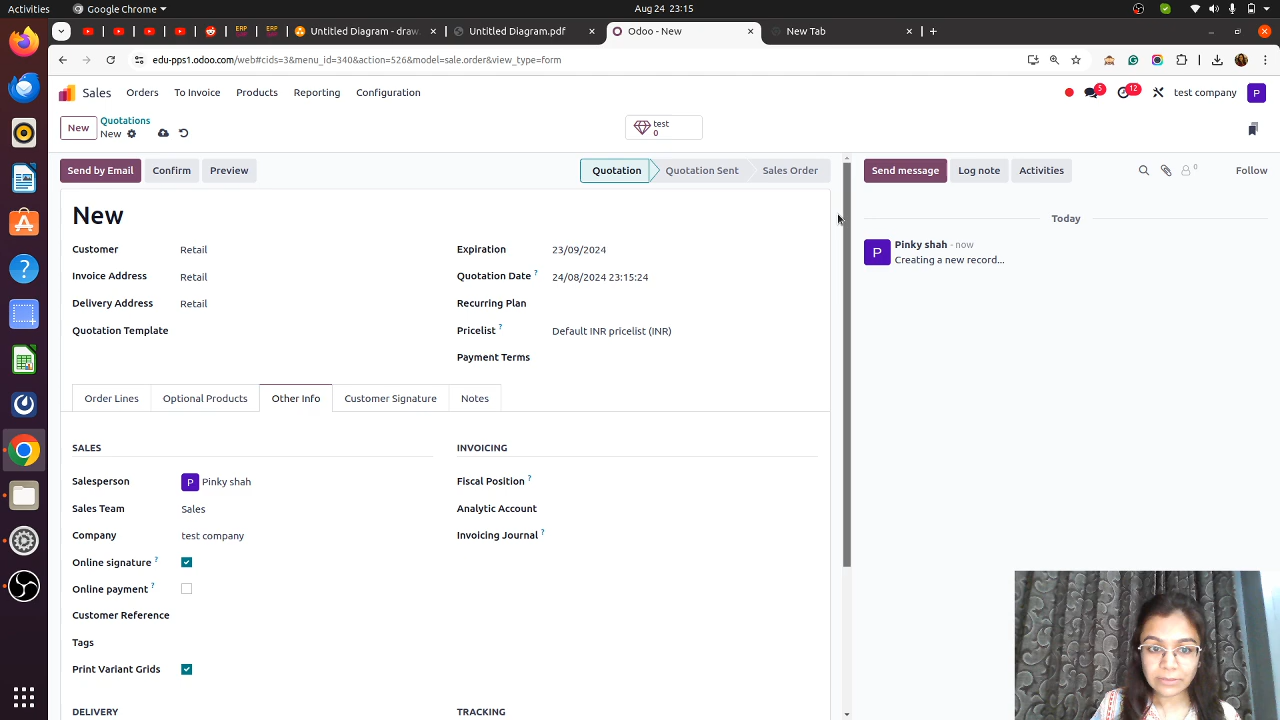 Activities
Google Chrome
Aug 24 23:15
ERP
ERP
Untitled Diagram - draw.
Untitled Diagram.pdf
Odoo - New
New Tab
edu-pps1.odoo.com/web#cids=3&menu_id=340&action=526&model=sale.order&view_type=form
Sales
Orders
To Invoice
Products
Reporting
Configuration
5
12
test company
P
New
Quotations
New
test
0
Send by Email
Confirm
Preview
Quotation
Quotation Sent
Sales Order
Send message
Log note
Activities
0
Follow
New
Customer
Retail
Expiration
23/09/2024
Invoice Address
Retail
Quotation Date ?
24/08/2024 23:15:24
Delivery Address
Retail
Recurring Plan
Quotation Template
Pricelist ?
Default INR pricelist (INR)
Payment Terms
Today
P
Pinky shah - now
Creating a new record...
Order Lines
Optional Products
Other Info
Customer Signature
Notes
SALES
INVOICING
Salesperson
P
Pinky shah
Fiscal Position ?
Sales Team
Sales
Analytic Account
Company
test company
Invoicing Journal ?
Online signature ?
Online payment ?
Customer Reference
Tags
Print Variant Grids
DELIVERY
TRACKING